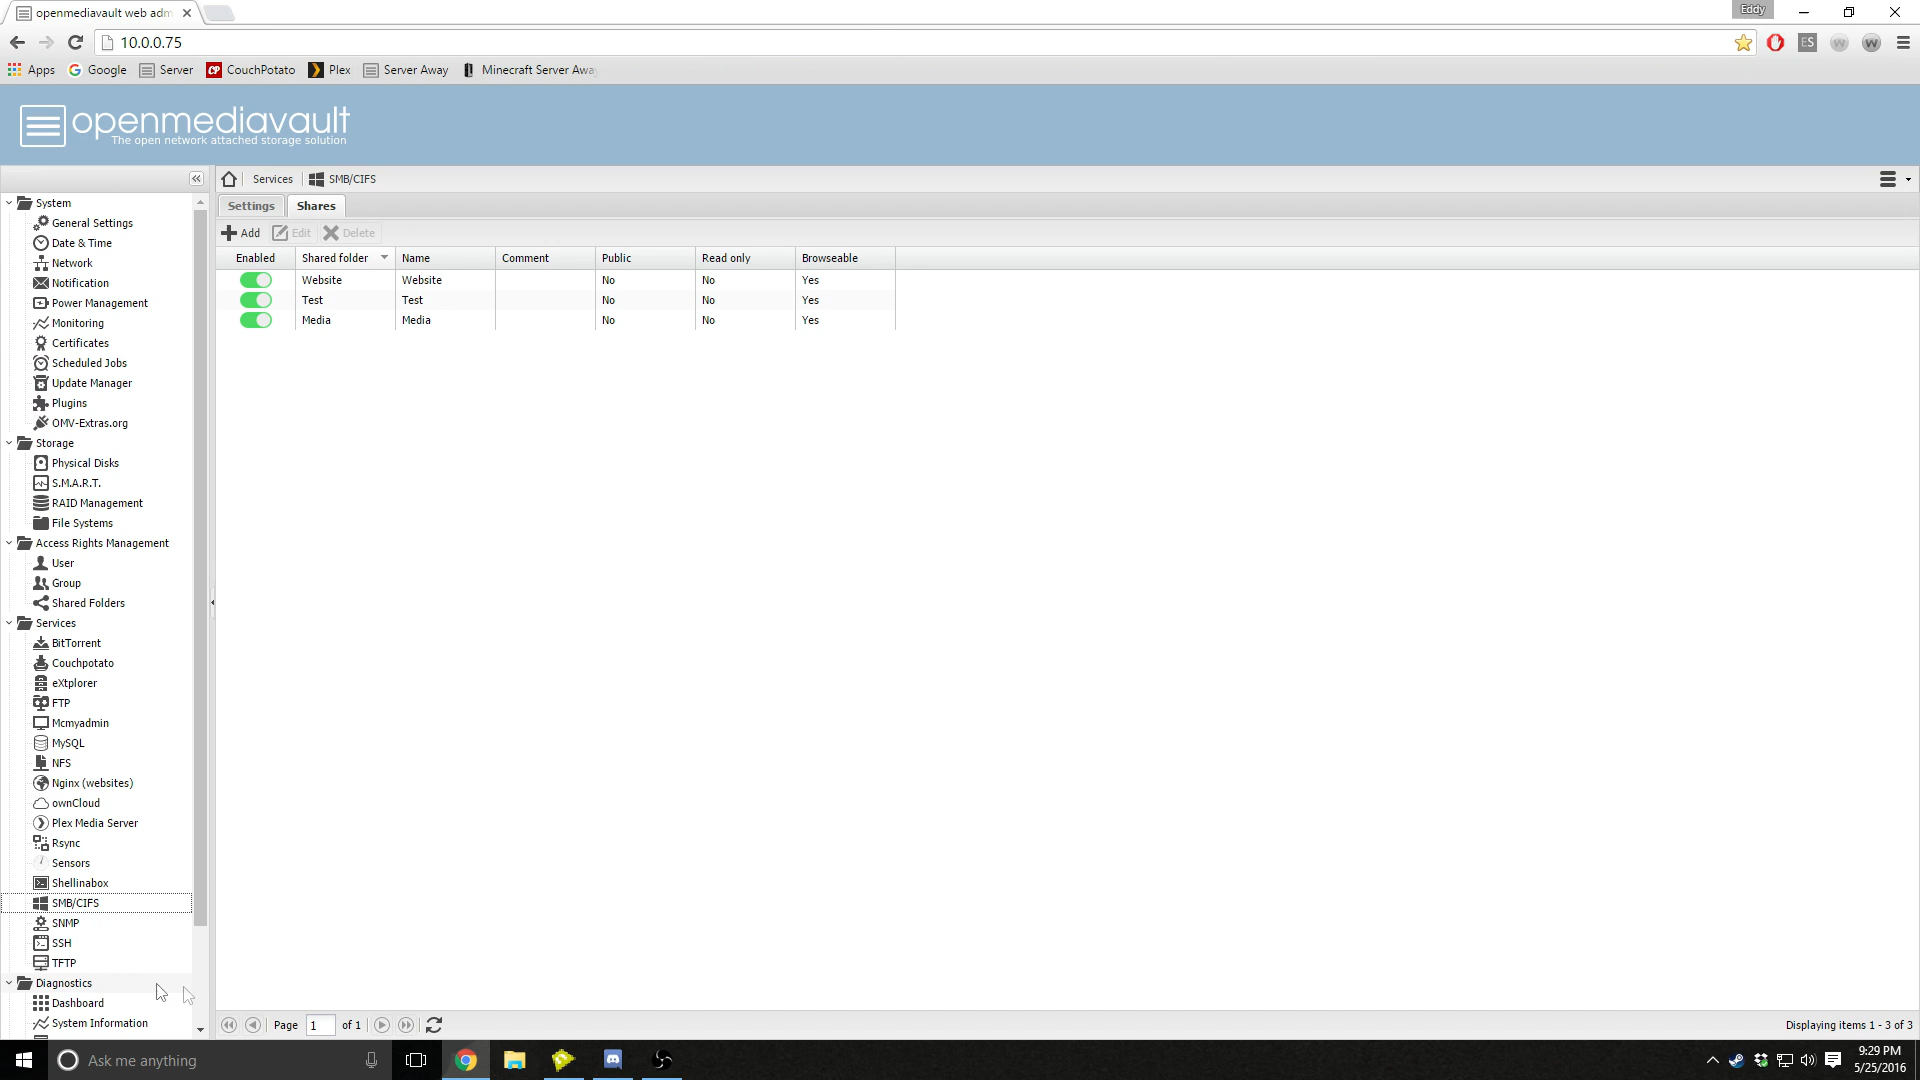 openmediavault web adm
Eddy
10.0.0.75
ES
Apps Google Server CP CouchPotato Plex Server Away Minecraft Server Away
openmediavault
The open network attached storage solution
Services SMB/CIFS
Settings Shares
Add Edit Delete
Enabled Shared folder Name Comment Public Read only Browseable
Website Website No No Yes
Test Test No No Yes
Media Media No No Yes
System
General Settings
Date & Time
Network
Notification
Power Management
Monitoring
Certificates
Scheduled Jobs
Update Manager
Plugins
OMV-Extras.org
Storage
Physical Disks
S.M.A.R.T.
RAID Management
File Systems
Access Rights Management
User
Group
Shared Folders
Services
BitTorrent
Couchpotato
eXtplorer
FTP
Mcmyadmin
MySQL
NFS
Nginx (websites)
ownCloud
Plex Media Server
Rsync
Sensors
Shellinabox
SMB/CIFS
SNMP
SSH
TFTP
Diagnostics
Dashboard
System Information
Page 1 of 1
Displaying items 1 - 3 of 3
Ask me anything
9:29 PM
5/25/2016